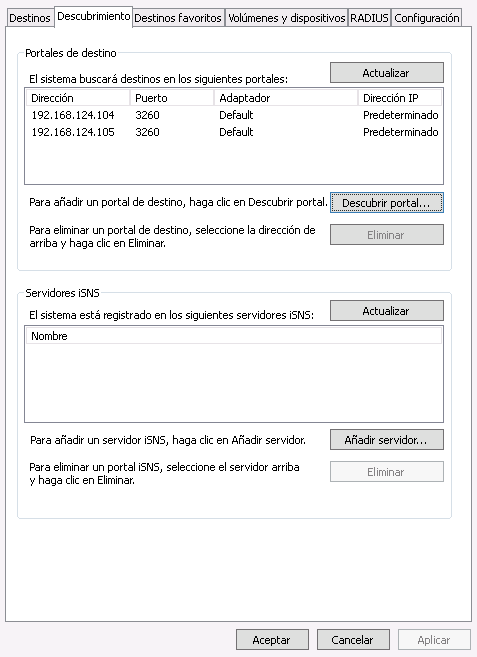 Destinos Descubrimiento Destinos favoritos Volúmenes y dispositivos RADIUS Configuración
Portales de destino
El sistema buscará destinos en los siguientes portales: Actualizar
Dirección Puerto Adaptador Dirección IP
192.168.124.104 3260 Default Predeterminado
192.168.124.105 3260 Default Predeterminado
Para añadir un portal de destino, haga clic en Descubrir portal. Descubrir portal...
Para eliminar un portal de destino, seleccione la dirección de
arriba y haga clic en Eliminar.
Eliminar
Servidores iSNS
El sistema está registrado en los siguientes servidores iSNS: Actualizar
Nombre
Para añadir un servidor iSNS, haga clic en Añadir servidor. Añadir servidor...
Para eliminar un portal iSNS, seleccione el servidor arriba
y haga clic en Eliminar.
Eliminar
Aceptar Cancelar Aplicar